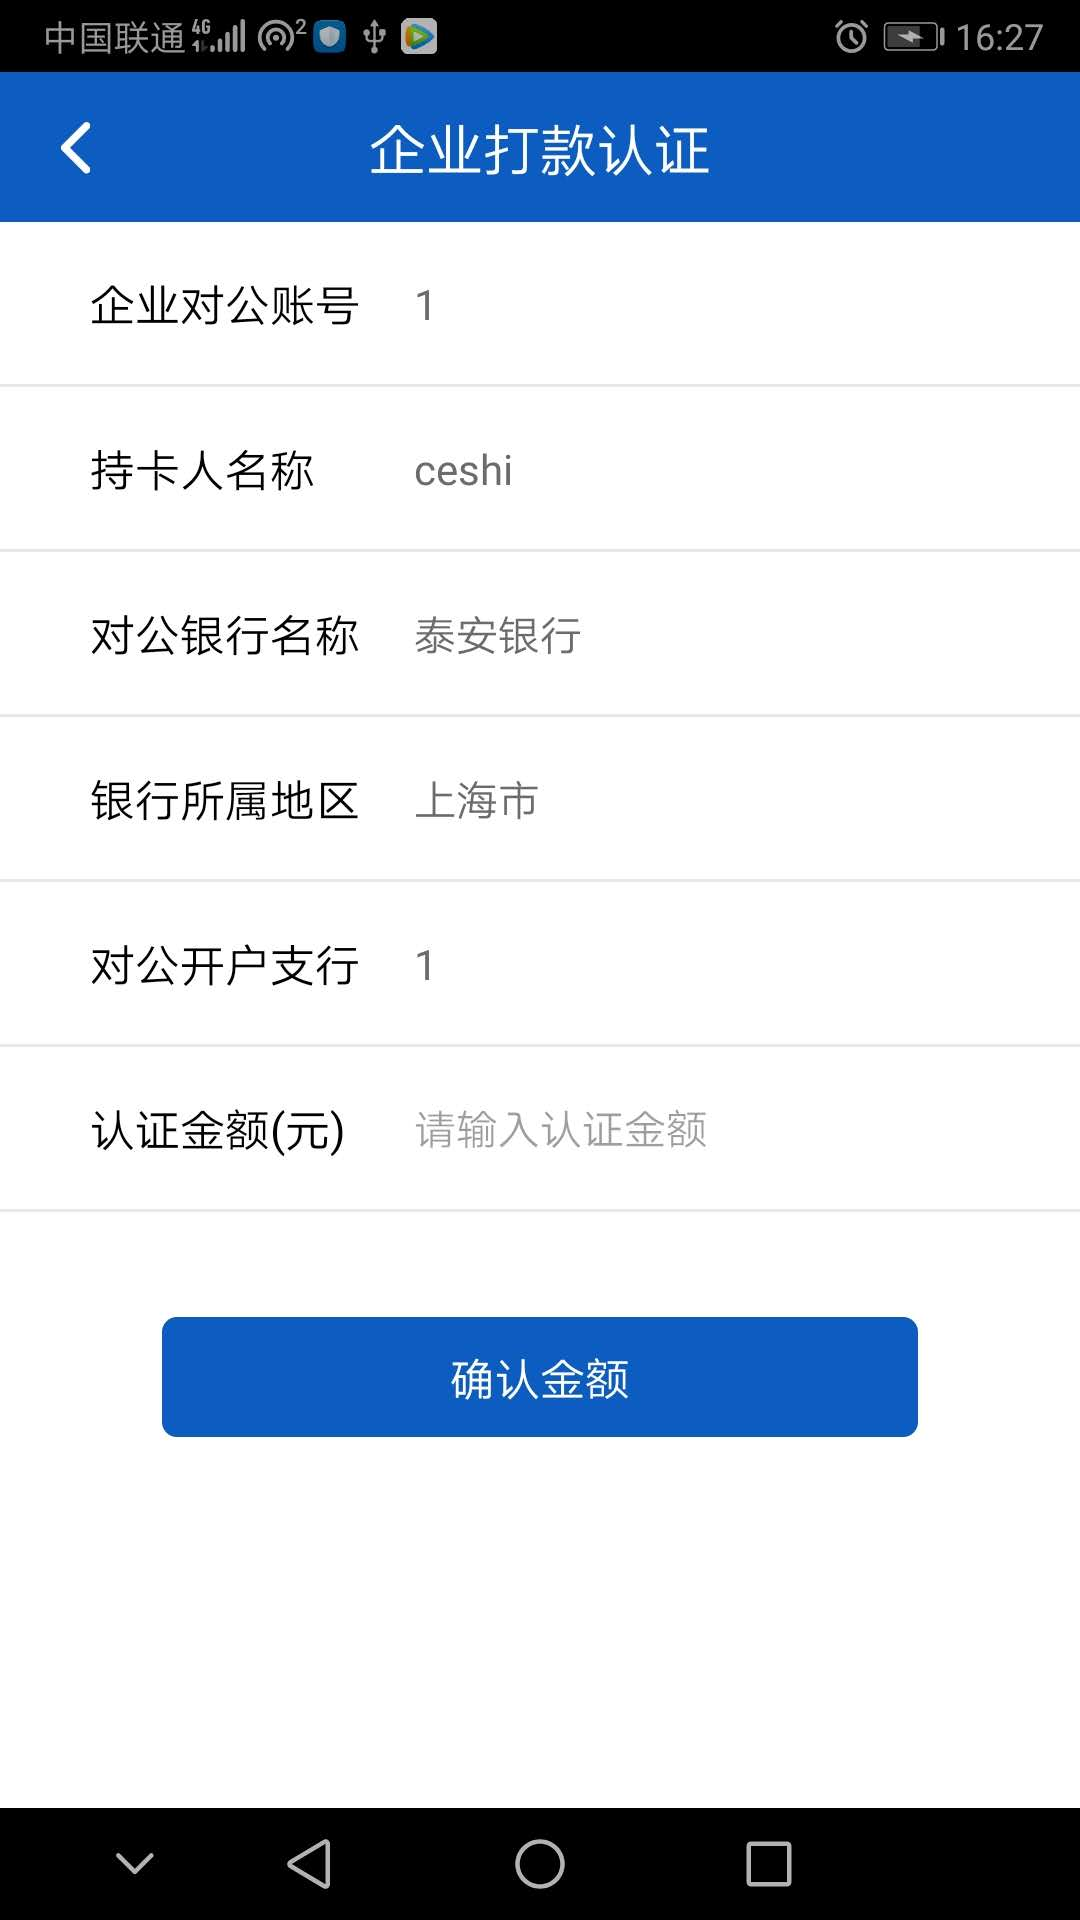 中国联通 4G 2 16:27
企业打款认证
企业对公账号 1
持卡人名称 ceshi
对公银行名称 泰安银行
银行所属地区 上海市
对公开户支行 1
认证金额(元) 请输入认证金额
确认金额